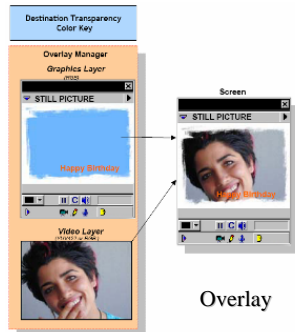 Destination Transparency
Color Key
Overlay Manager
Graphics Layer
(RGB)
STILL PICTURE
Happy Birthday
Video Layer
Screen
STILL PICTURE
Happy Birthday
Overlay